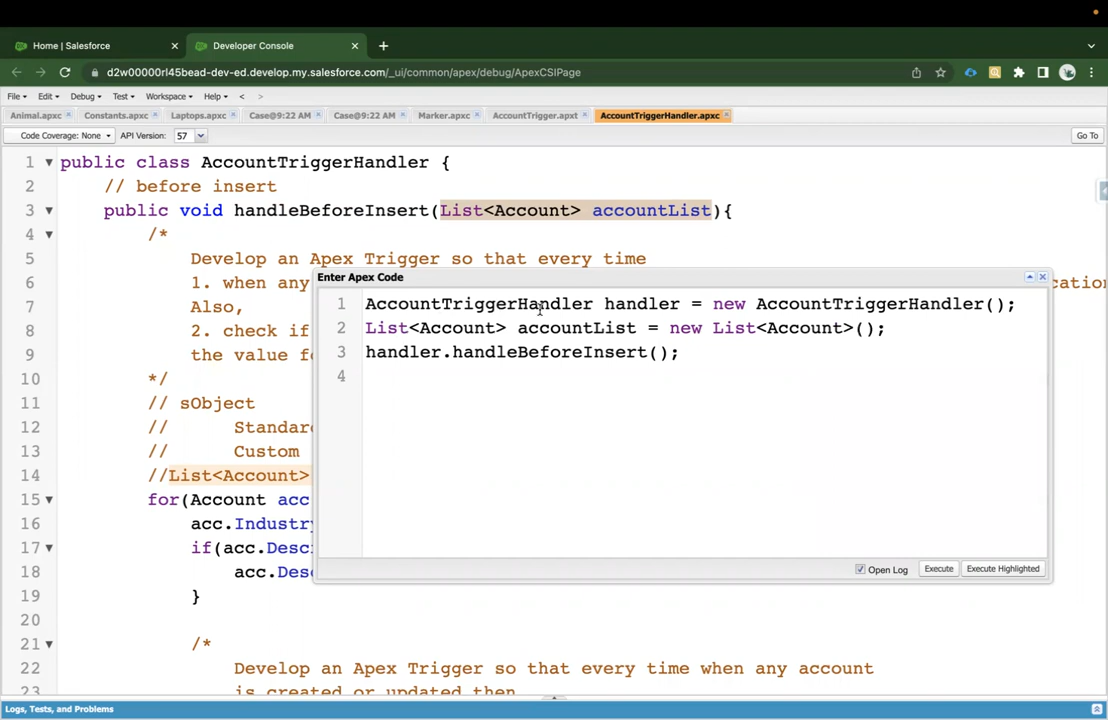 Home | Salesforce
Developer Console
d2w00000rl45bead-dev-ed.develop.my.salesforce.com/_ui/common/apex/debug/ApexCSIPage
File Edit Debug Test Workspace Help < >
Animal.apxc Constants.apxc Laptops.apxc Case@9:22 AM Case@9:22 AM Marker.apxc AccountTrigger.apxt AccountTriggerHandler.apxc
Code Coverage: None API Version: 57 Go To
1 public class AccountTriggerHandler {
2 // before insert
3 public void handleBeforeInsert(List<Account> accountList){
4 /*
5 Develop an Apex Trigger so that every time
6 1. when any
7 Also,
8 2. check if
9 the value fo
10 */
11 // sObject
12 // Standar
13 // Custom
14 //List<Account>
15 for(Account acc
16 acc.Industry
17 if(acc.Desc
18 acc.Des
19 }
20
21 /*
22 Develop an Apex Trigger so that every time when any account
23 is created or updated then
Enter Apex Code
1 AccountTriggerHandler handler = new AccountTriggerHandler();
2 List<Account> accountList = new List<Account>();
3 handler.handleBeforeInsert();
4
Open Log Execute Execute Highlighted
Logs, Tests, and Problems